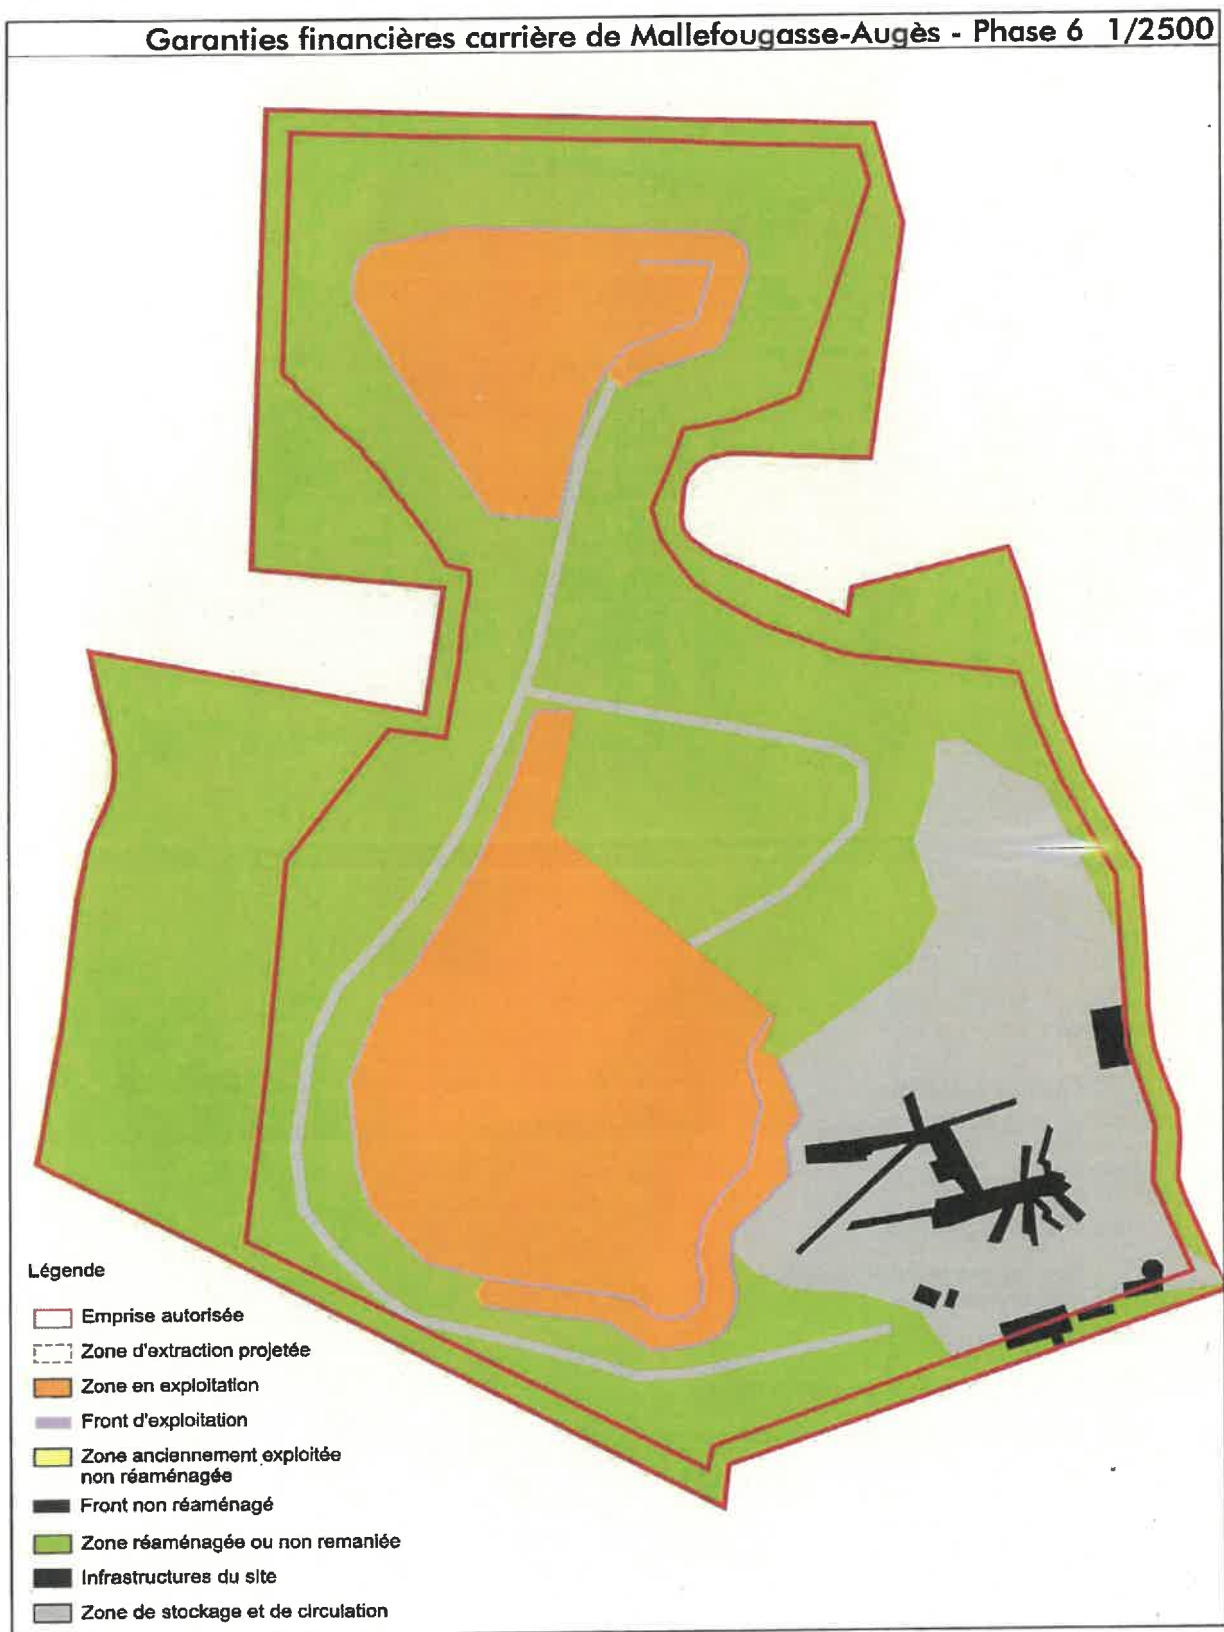 Garanties financières carrière de Mallefougasse-Augès - Phase 6 1/2500
Légende
Emprise autorisée
Zone d'extraction projetée
Zone en exploitation
Front d'exploitation
Zone anciennement exploitée
non réaménagée
Front non réaménagé
Zone réaménagée ou non remaniée
Infrastructures du site
Zone de stockage et de circulation